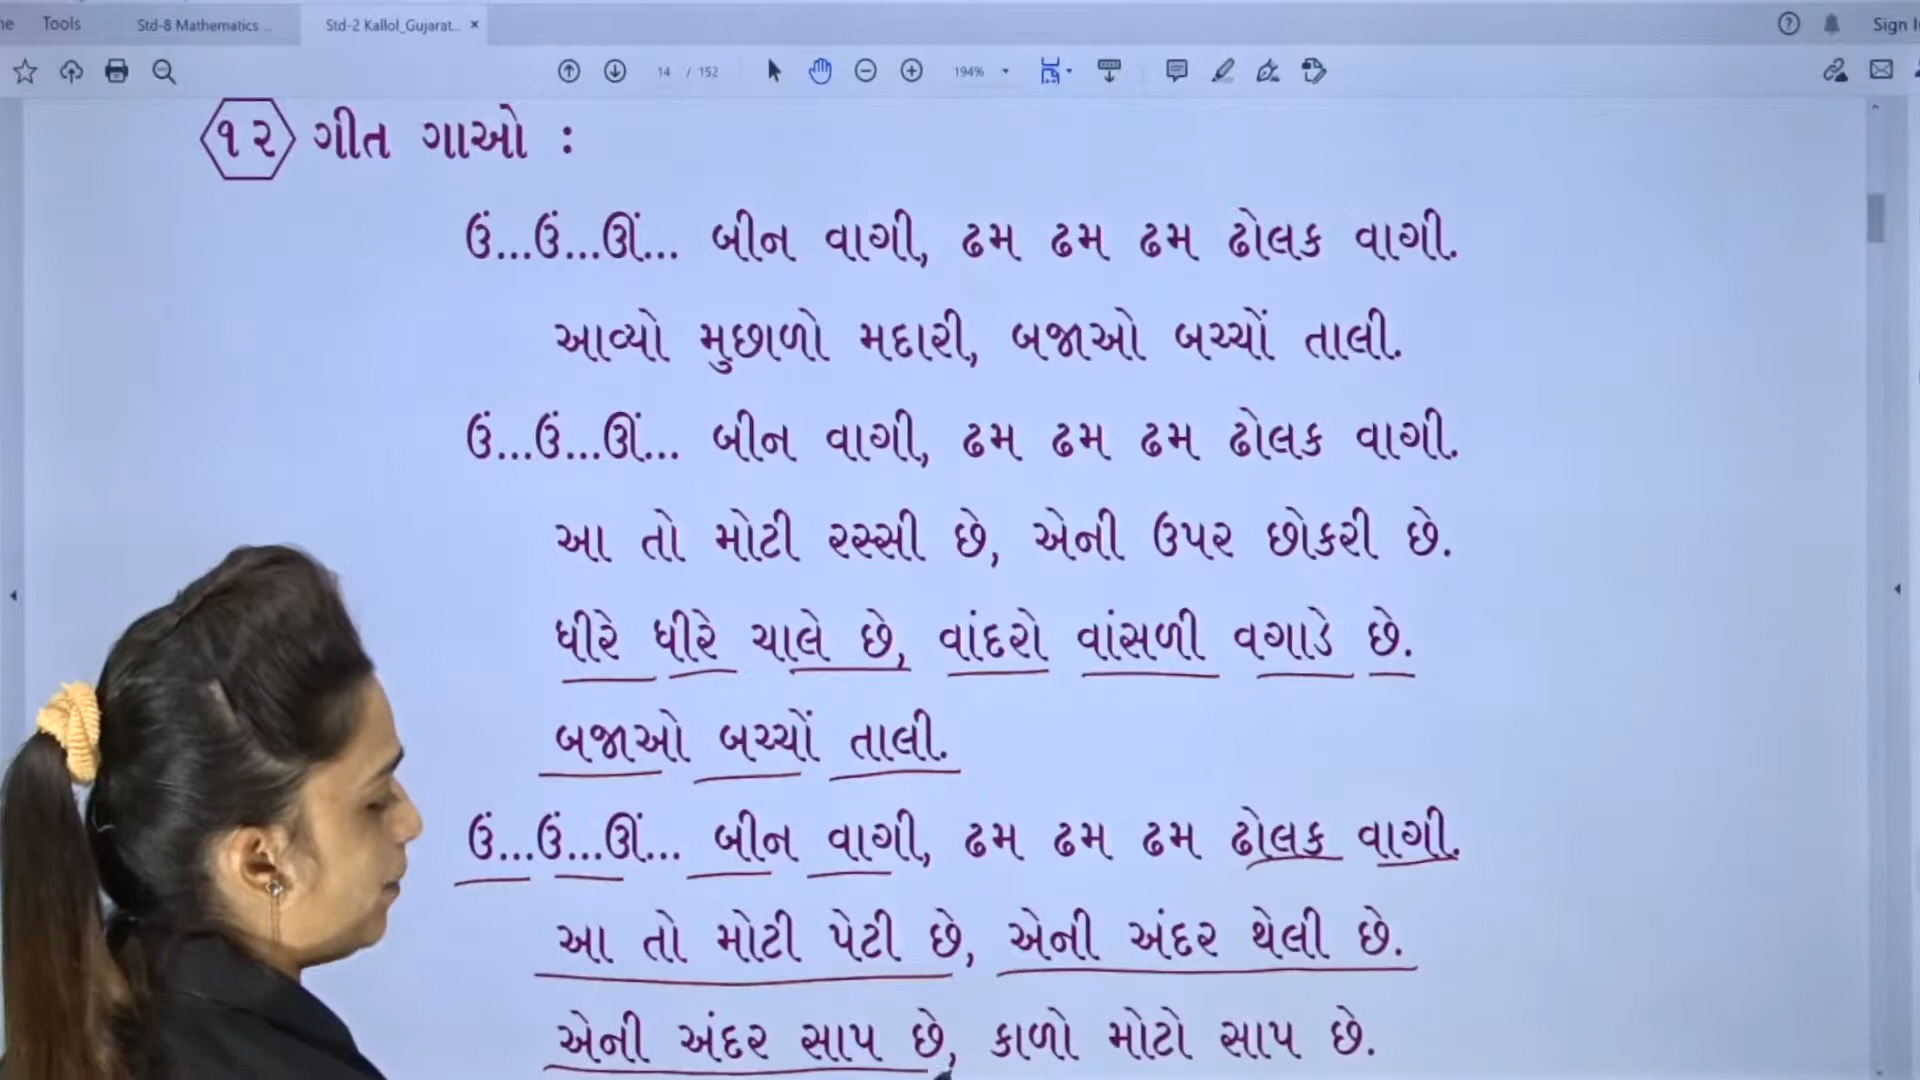 Tools Std-8 Mathematics ... Std-2 Kallol_Gujarat... × Sign
14 / 152 194%
૧૨ ગીત ગાઓ :
ઉં...ઉં...ઊં... બીન વાગી, ઢમ ઢમ ઢમ ઢોલક વાગી.
આવ્યો મુછાળો મદારી, બજાઓ બચ્ચોં તાલી.
ઉં...ઉં...ઊં... બીન વાગી, ઢમ ઢમ ઢમ ઢોલક વાગી.
આ તો મોટી રસ્સી છે, એની ઉપર છોકરી છે.
ધીરે ધીરે ચાલે છે, વાંદરો વાંસળી વગાડે છે.
બજાઓ બચ્ચોં તાલી.
ઉં...ઉં...ઊં... બીન વાગી, ઢમ ઢમ ઢમ ઢોલક વાગી.
આ તો મોટી પેટી છે, એની અંદર થેલી છે.
એની અંદર સાપ છે, કાળો મોટો સાપ છે.